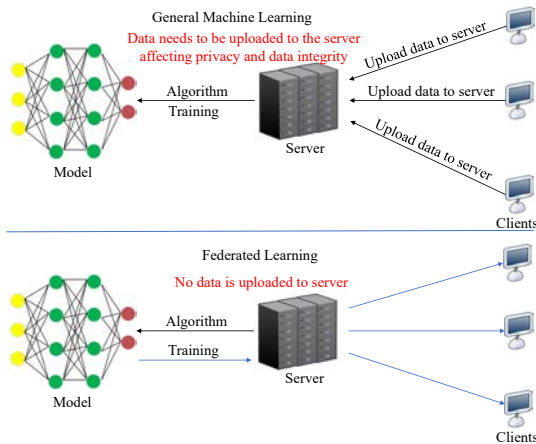 General Machine Learning
Data needs to be uploaded to the server
affecting privacy and data integrity
Upload data to server
Upload data to server
Upload data to server
Algorithm
Training
Server
Model
Clients
Federated Learning
No data is uploaded to server
Algorithm
Training
Server
Model
Clients